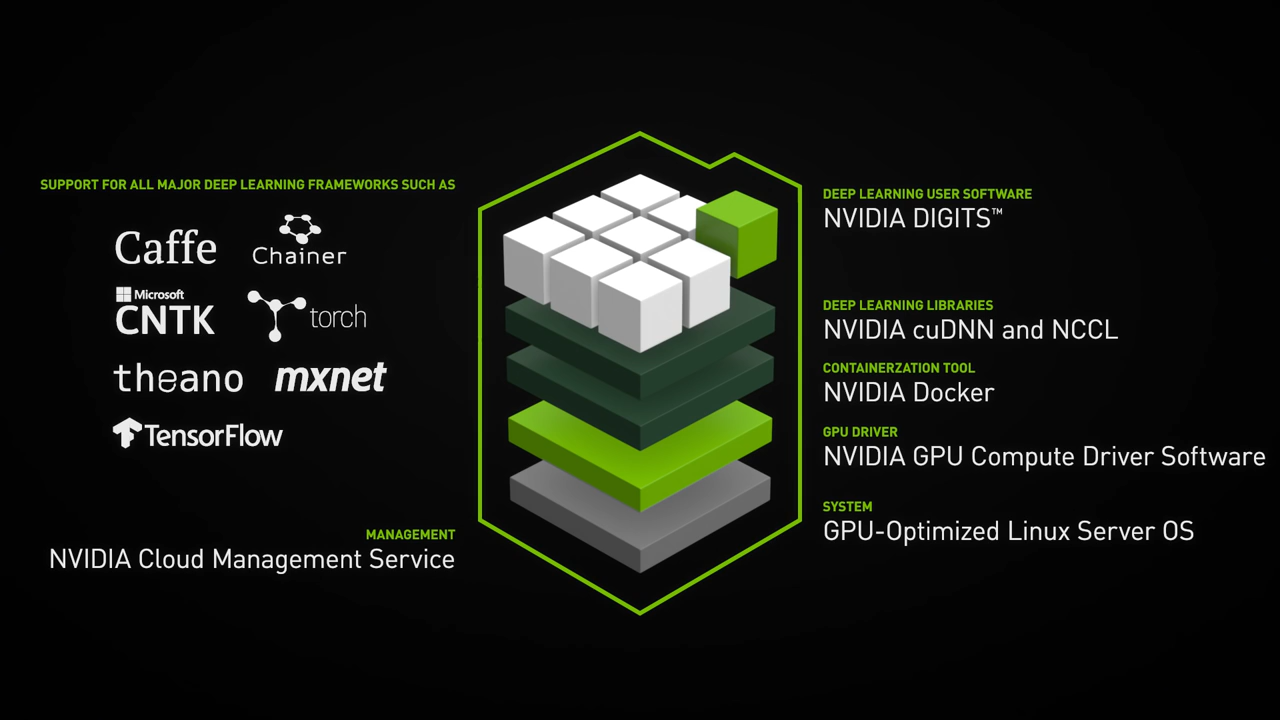 SUPPORT FOR ALL MAJOR DEEP LEARNING FRAMEWORKS SUCH AS
Caffe
Chainer
Microsoft
CNTK
torch
theano
mxnet
TensorFlow
MANAGEMENT
NVIDIA Cloud Management Service
DEEP LEARNING USER SOFTWARE
NVIDIA DIGITS™
DEEP LEARNING LIBRARIES
NVIDIA cuDNN and NCCL
CONTAINERZATION TOOL
NVIDIA Docker
GPU DRIVER
NVIDIA GPU Compute Driver Software
SYSTEM
GPU-Optimized Linux Server OS